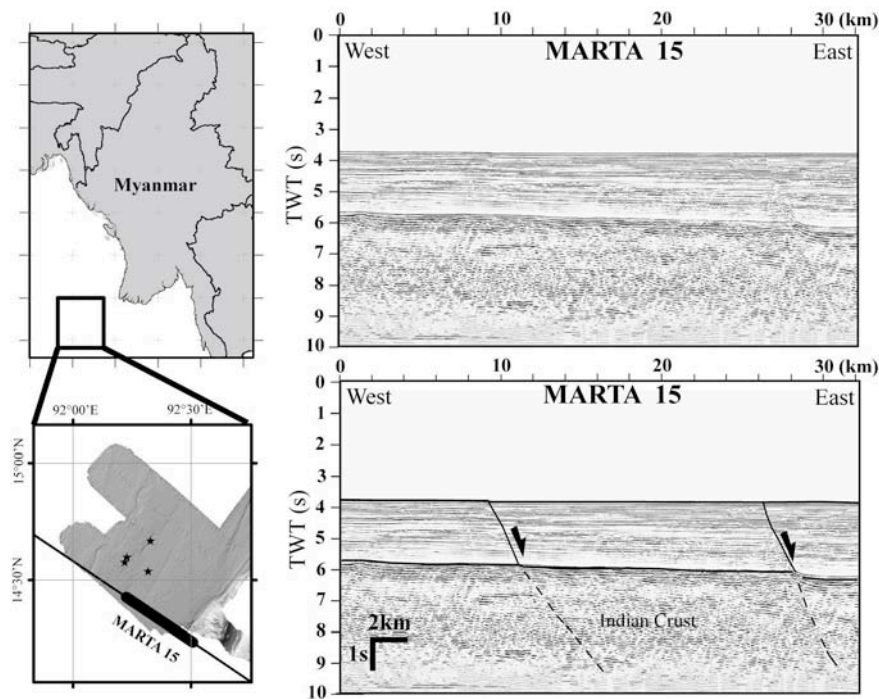 Myanmar
92°00'E 92°30'E
15°00'N
14°30'N
MARTA 15
0 10 20 30 (km)
West MARTA 15 East
TWT (s)
0
1
2
3
4
5
6
7
8
9
10
0 10 20 30 (km)
West MARTA 15 East
TWT (s)
0
1
2
3
4
5
6
7
8
9
10
2km
1s
Indian Crust